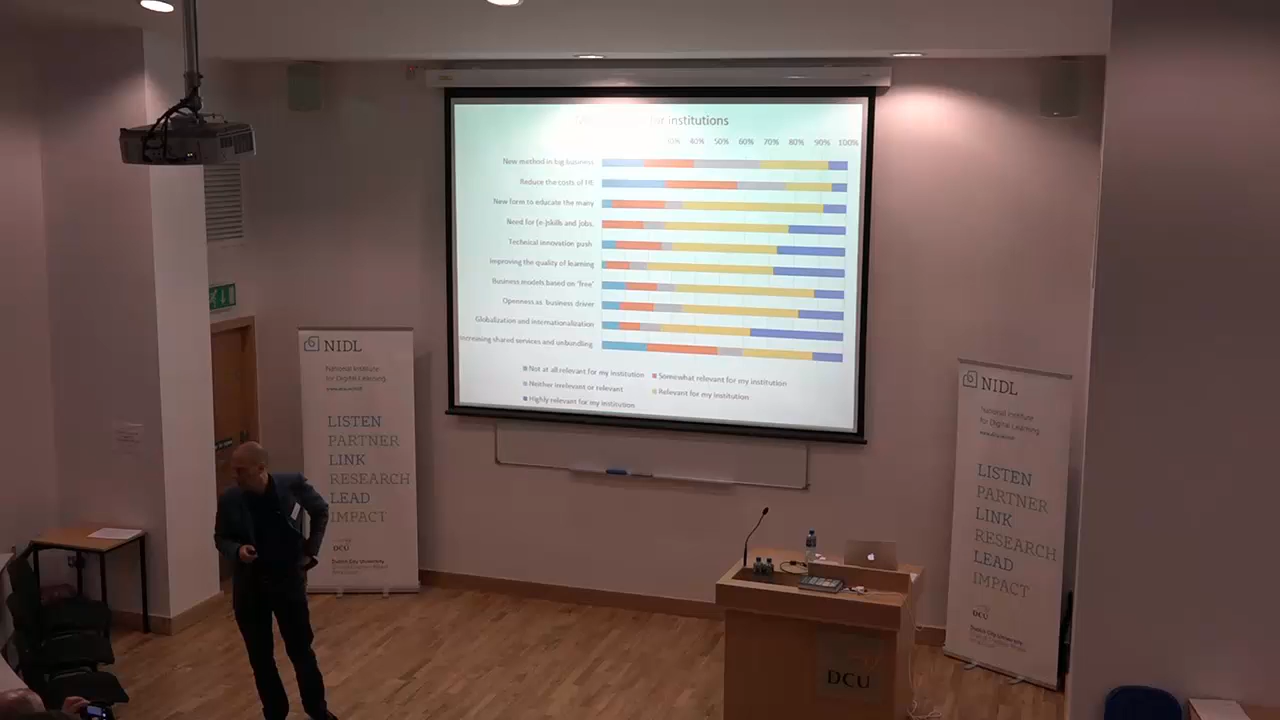 for institutions
30% 40% 50% 60% 70% 80% 90% 100%
New method in big business
Reduce the costs of HE
New form to educate the many
Need for (e-)skills and jobs.
Technical innovation push
Improving the quality of learning
Business models based on 'free'
Openness as business driver
Globalization and internationalization
Increasing shared services and unbundling
Not at all relevant for my institution
Somewhat relevant for my institution
Neither irrelevant or relevant
Relevant for my institution
Highly relevant for my institution
NIDL
National Institute
for Digital Learning
LISTEN
PARTNER
LINK
RESEARCH
LEAD
IMPACT
DCU
Dublin City University
NIDL
National Institute
for Digital Learning
LISTEN
PARTNER
LINK
RESEARCH
LEAD
IMPACT
DCU
Dublin City University
DCU